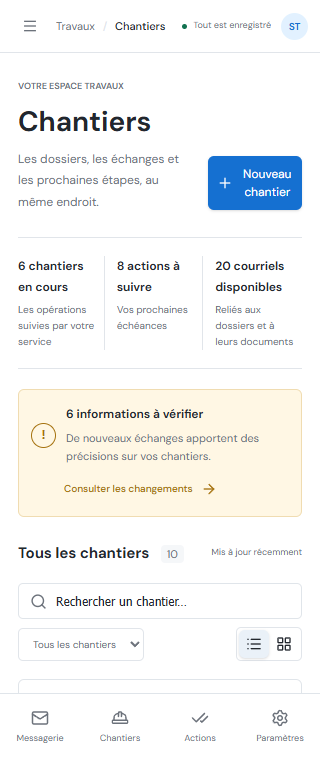 Travaux / Chantiers
Tout est enregistré
ST
VOTRE ESPACE TRAVAUX
Chantiers
Les dossiers, les échanges et
les prochaines étapes, au
même endroit.
Nouveau
chantier
6 chantiers
en cours
Les opérations
suivies par votre
service
8 actions à
suivre
Vos prochaines
échéances
20 courriels
disponibles
Reliés aux
dossiers et à
leurs documents
!
6 informations à vérifier
De nouveaux échanges apportent des
précisions sur vos chantiers.
Consulter les changements
Tous les chantiers 10
Mis à jour récemment
Rechercher un chantier...
Tous les chantiers
Messagerie
Chantiers
Actions
Paramètres